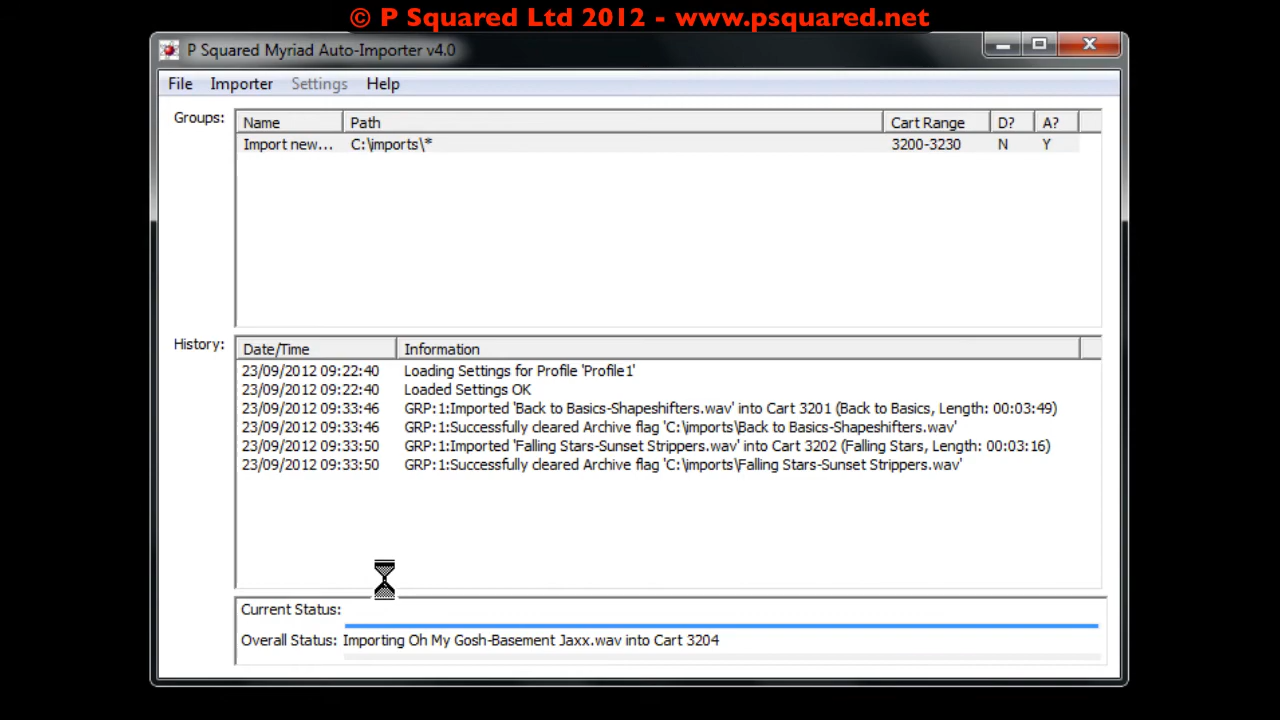 © P Squared Ltd 2012 - www.psquared.net
P Squared Myriad Auto-Importer v4.0
File Importer Settings Help
Groups:
Name Path Cart Range D? A?
Import new... C:\imports\* 3200-3230 N Y
History:
Date/Time Information
23/09/2012 09:22:40 Loading Settings for Profile 'Profile1'
23/09/2012 09:22:40 Loaded Settings OK
23/09/2012 09:33:46 GRP:1:Imported 'Back to Basics-Shapeshifters.wav' into Cart 3201 (Back to Basics, Length: 00:03:49)
23/09/2012 09:33:46 GRP:1:Successfully cleared Archive flag 'C:\imports\Back to Basics-Shapeshifters.wav'
23/09/2012 09:33:50 GRP:1:Imported 'Falling Stars-Sunset Strippers.wav' into Cart 3202 (Falling Stars, Length: 00:03:16)
23/09/2012 09:33:50 GRP:1:Successfully cleared Archive flag 'C:\imports\Falling Stars-Sunset Strippers.wav'
Current Status:
Overall Status: Importing Oh My Gosh-Basement Jaxx.wav into Cart 3204